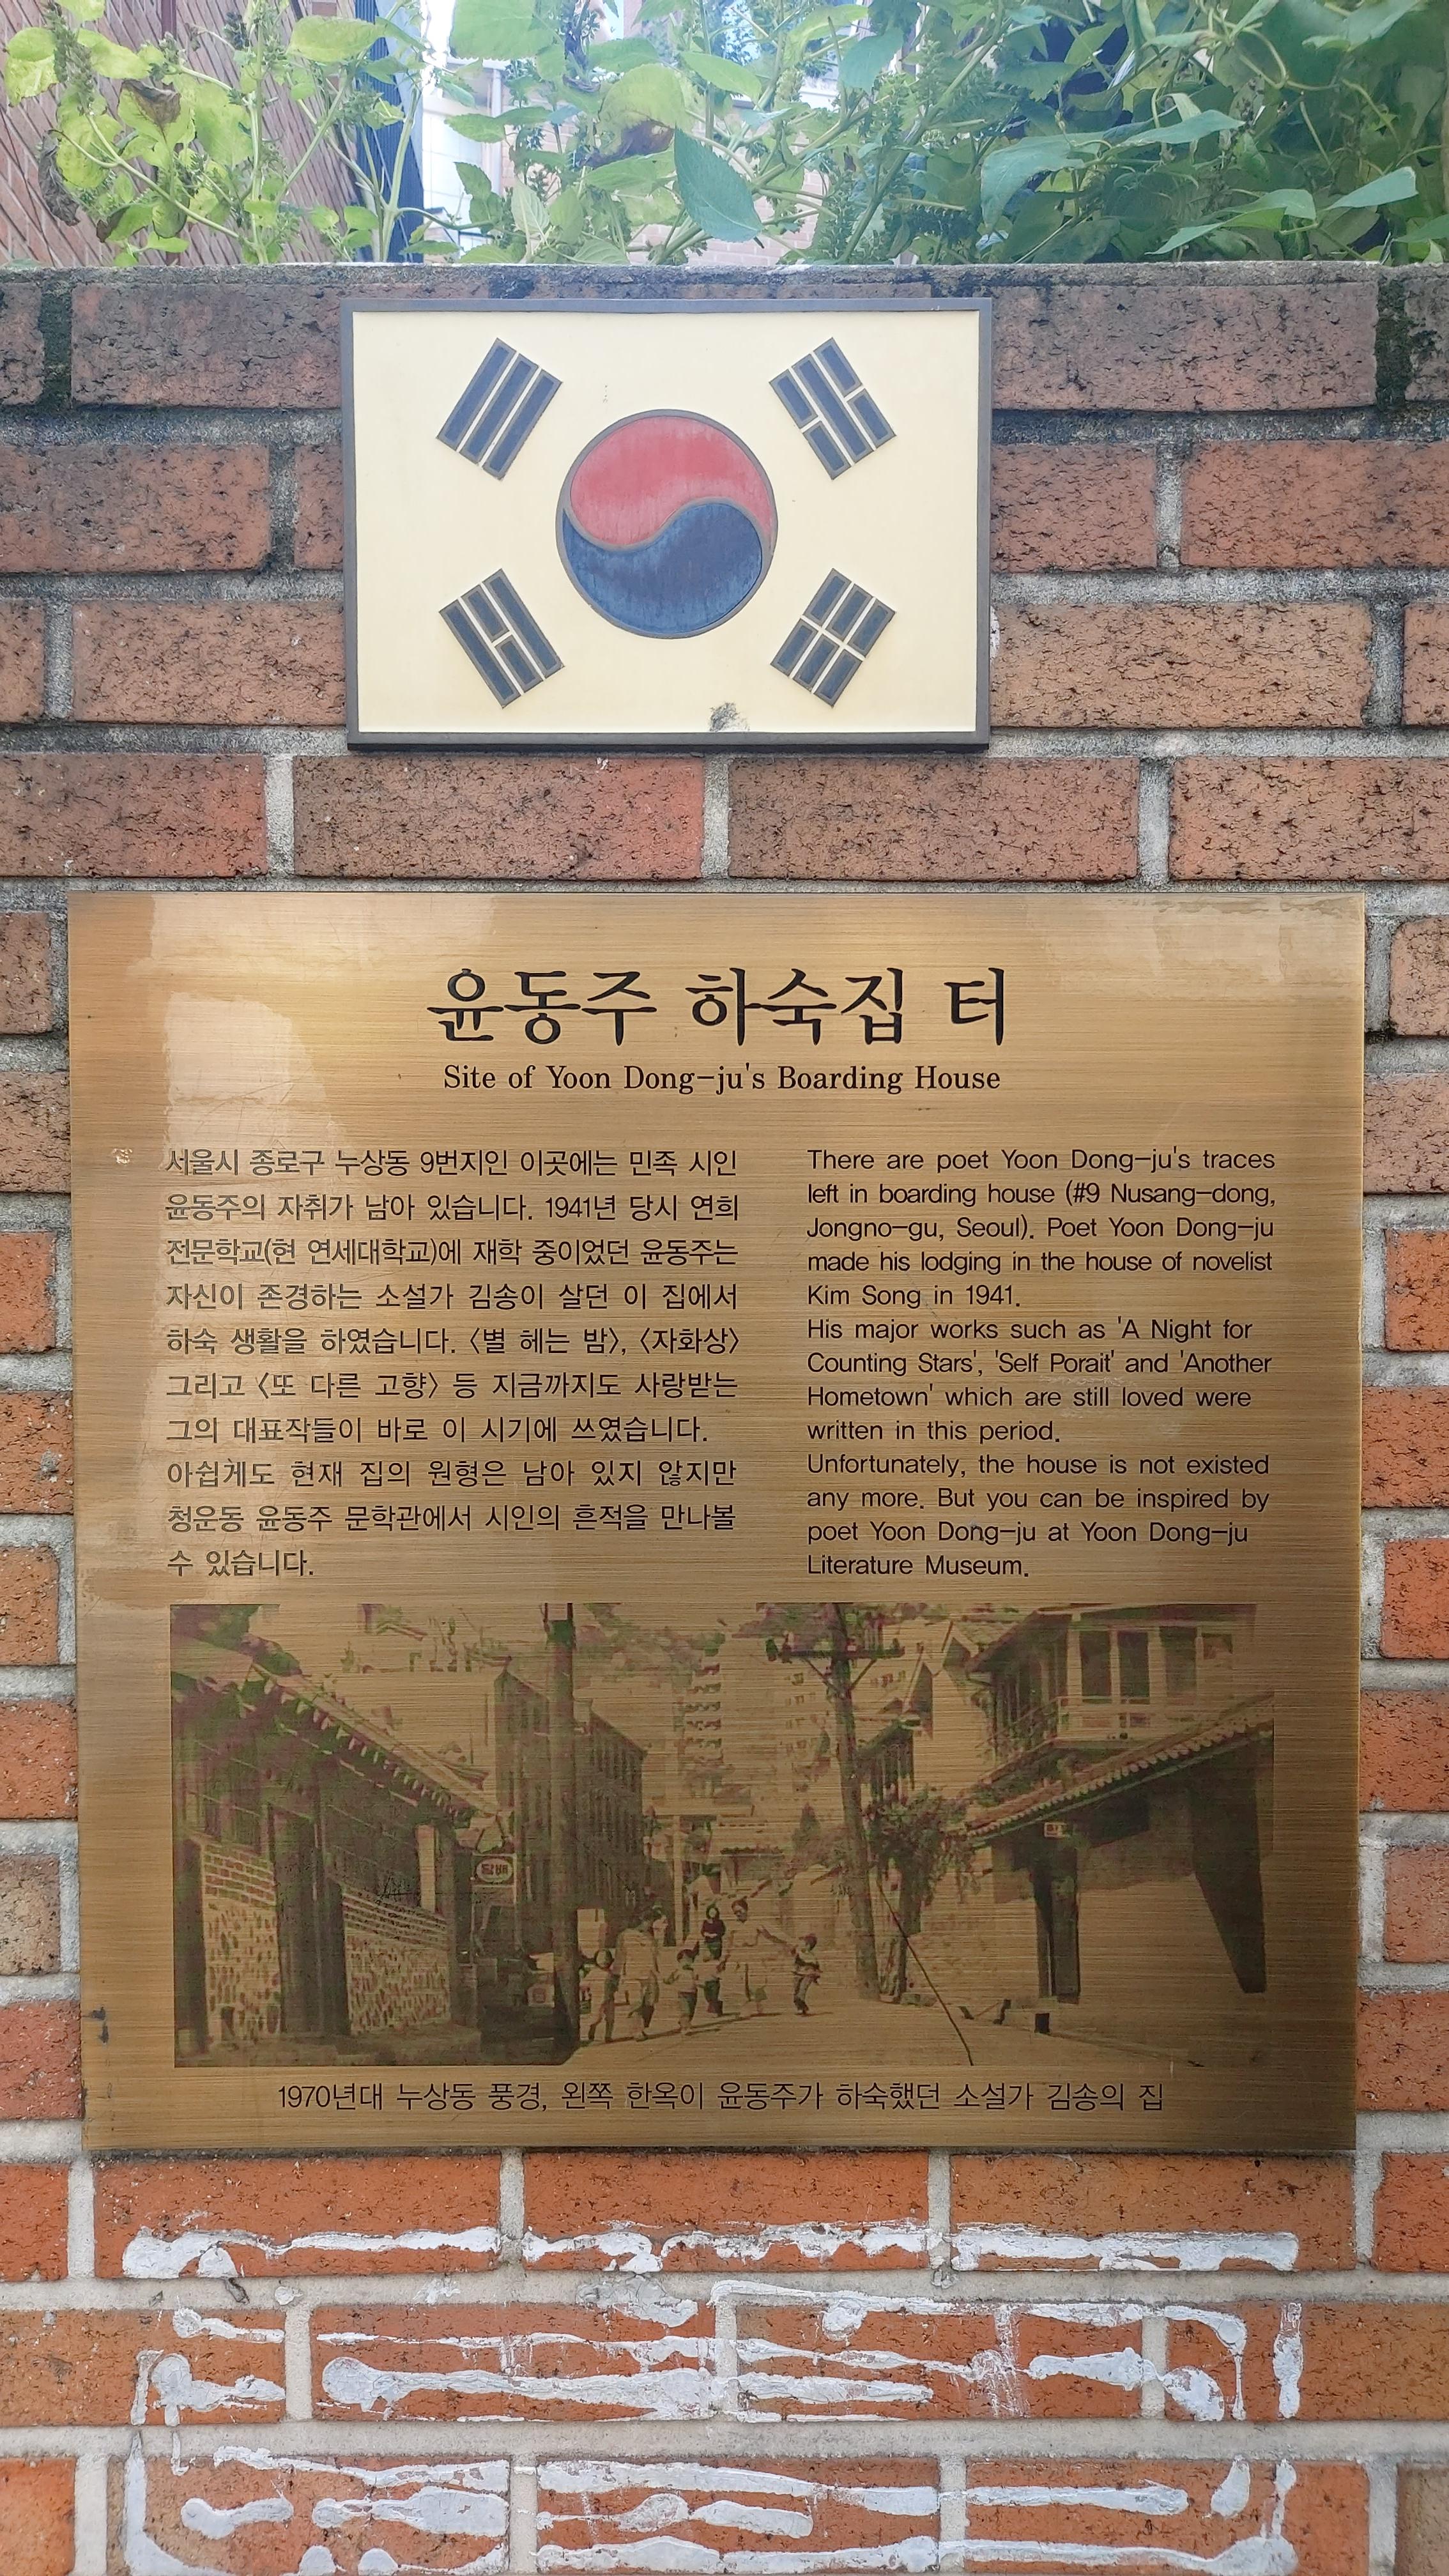 윤동주 하숙집 터
Site of Yoon Dong-ju's Boarding House
서울시 종로구 누상동 9번지인 이곳에는 민족 시인
윤동주의 자취가 남아 있습니다. 1941년 당시 연희
전문학교(현 연세대학교)에 재학 중이었던 윤동주는
자신이 존경하는 소설가 김송이 살던 이 집에서
하숙 생활을 하였습니다. 〈별 헤는 밤〉, 〈자화상〉
그리고 〈또 다른 고향〉 등 지금까지도 사랑받는
그의 대표작들이 바로 이 시기에 쓰였습니다.
아쉽게도 현재 집의 원형은 남아 있지 않지만
청운동 윤동주 문학관에서 시인의 흔적을 만나볼
수 있습니다.
There are poet Yoon Dong-ju's traces
left in boarding house (#9 Nusang-dong,
Jongno-gu, Seoul). Poet Yoon Dong-ju
made his lodging in the house of novelist
Kim Song in 1941.
His major works such as 'A Night for
Counting Stars', 'Self Porait' and 'Another
Hometown' which are still loved were
written in this period.
Unfortunately, the house is not existed
any more. But you can be inspired by
poet Yoon Dong-ju at Yoon Dong-ju
Literature Museum.
담배
1970년대 누상동 풍경, 왼쪽 한옥이 윤동주가 하숙했던 소설가 김송의 집